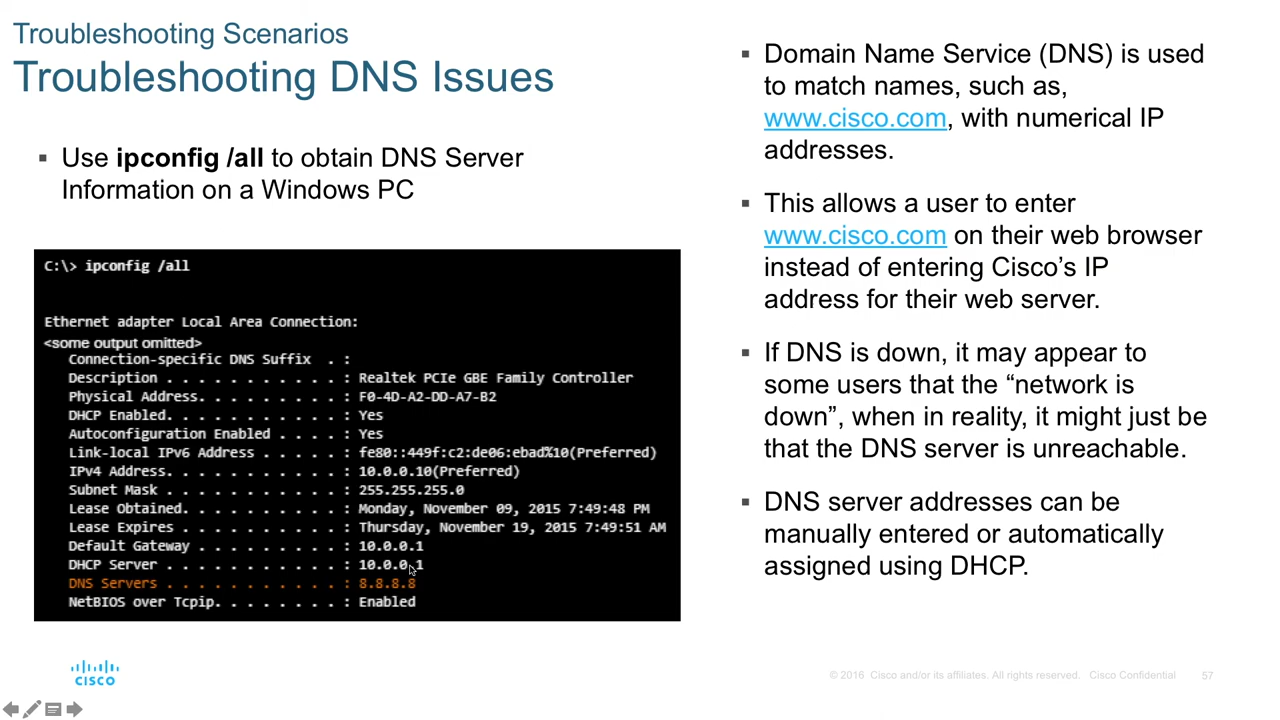 Troubleshooting Scenarios
Troubleshooting DNS Issues
▪ Use ipconfig /all to obtain DNS Server
Information on a Windows PC
C:\> ipconfig /all
Ethernet adapter Local Area Connection:
<some output omitted>
Connection-specific DNS Suffix . :
Description . . . . . . . . . . . : Realtek PCIe GBE Family Controller
Physical Address. . . . . . . . . : F0-4D-A2-DD-A7-B2
DHCP Enabled. . . . . . . . . . . : Yes
Autoconfiguration Enabled . . . . : Yes
Link-local IPv6 Address . . . . . : fe80::449f:c2:de06:ebad%10(Preferred)
IPv4 Address. . . . . . . . . . . : 10.0.0.10(Preferred)
Subnet Mask . . . . . . . . . . . : 255.255.255.0
Lease Obtained. . . . . . . . . . : Monday, November 09, 2015 7:49:48 PM
Lease Expires . . . . . . . . . . : Thursday, November 19, 2015 7:49:51 AM
Default Gateway . . . . . . . . . : 10.0.0.1
DHCP Server . . . . . . . . . . . : 10.0.0.1
DNS Servers . . . . . . . . . . . : 8.8.8.8
NetBIOS over Tcpip. . . . . . . . : Enabled
▪ Domain Name Service (DNS) is used
to match names, such as,
www.cisco.com, with numerical IP
addresses.
▪ This allows a user to enter
www.cisco.com on their web browser
instead of entering Cisco’s IP
address for their web server.
▪ If DNS is down, it may appear to
some users that the “network is
down”, when in reality, it might just be
that the DNS server is unreachable.
▪ DNS server addresses can be
manually entered or automatically
assigned using DHCP.
CISCO
© 2016 Cisco and/or its affiliates. All rights reserved. Cisco Confidential 57